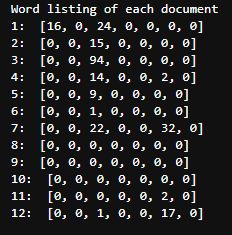 Word listing of each document
1:  [16, 0, 24, 0, 0, 0, 0]
2:  [0, 0, 15, 0, 0, 0, 0]
3:  [0, 0, 94, 0, 0, 0, 0]
4:  [0, 0, 14, 0, 0, 2, 0]
5:  [0, 0, 9, 0, 0, 0, 0]
6:  [0, 0, 1, 0, 0, 0, 0]
7:  [0, 0, 22, 0, 0, 32, 0]
8:  [0, 0, 0, 0, 0, 0, 0]
9:  [0, 0, 0, 0, 0, 0, 0]
10:  [0, 0, 0, 0, 0, 0, 0]
11:  [0, 0, 0, 0, 0, 2, 0]
12:  [0, 0, 1, 0, 0, 17, 0]